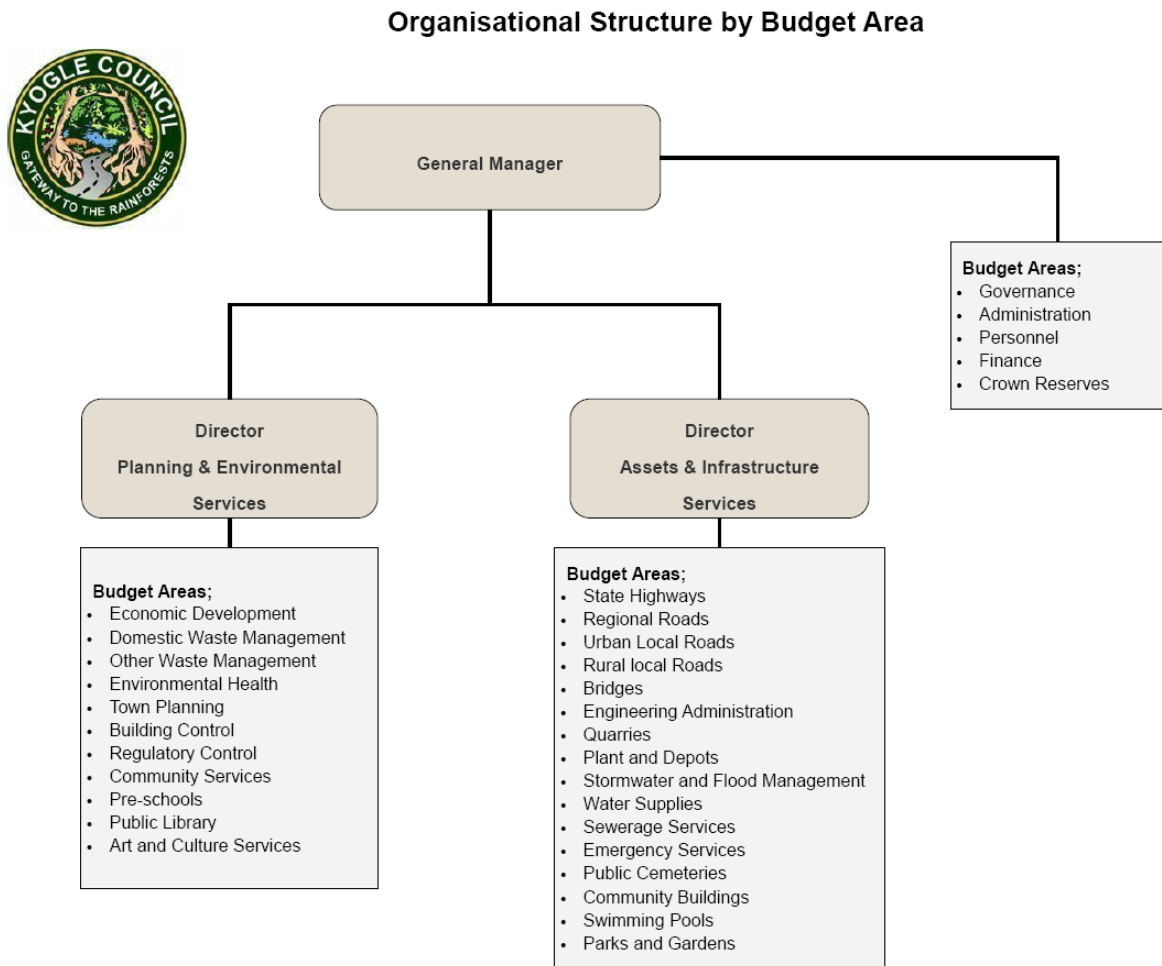 Organisational Structure by Budget Area
KYOGLE COUNCIL
GATEWAY TO THE RAINFORESTS
General Manager
Budget Areas;
• Governance
• Administration
• Personnel
• Finance
• Crown Reserves
Director
Planning & Environmental
Services
Director
Assets & Infrastructure
Services
Budget Areas;
• Economic Development
• Domestic Waste Management
• Other Waste Management
• Environmental Health
• Town Planning
• Building Control
• Regulatory Control
• Community Services
• Pre-schools
• Public Library
• Art and Culture Services
Budget Areas;
• State Highways
• Regional Roads
• Urban Local Roads
• Rural local Roads
• Bridges
• Engineering Administration
• Quarries
• Plant and Depots
• Stormwater and Flood Management
• Water Supplies
• Sewerage Services
• Emergency Services
• Public Cemeteries
• Community Buildings
• Swimming Pools
• Parks and Gardens